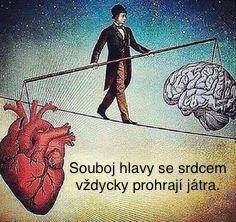 Souboj hlavy se srdcem
vždycky prohrají játra.